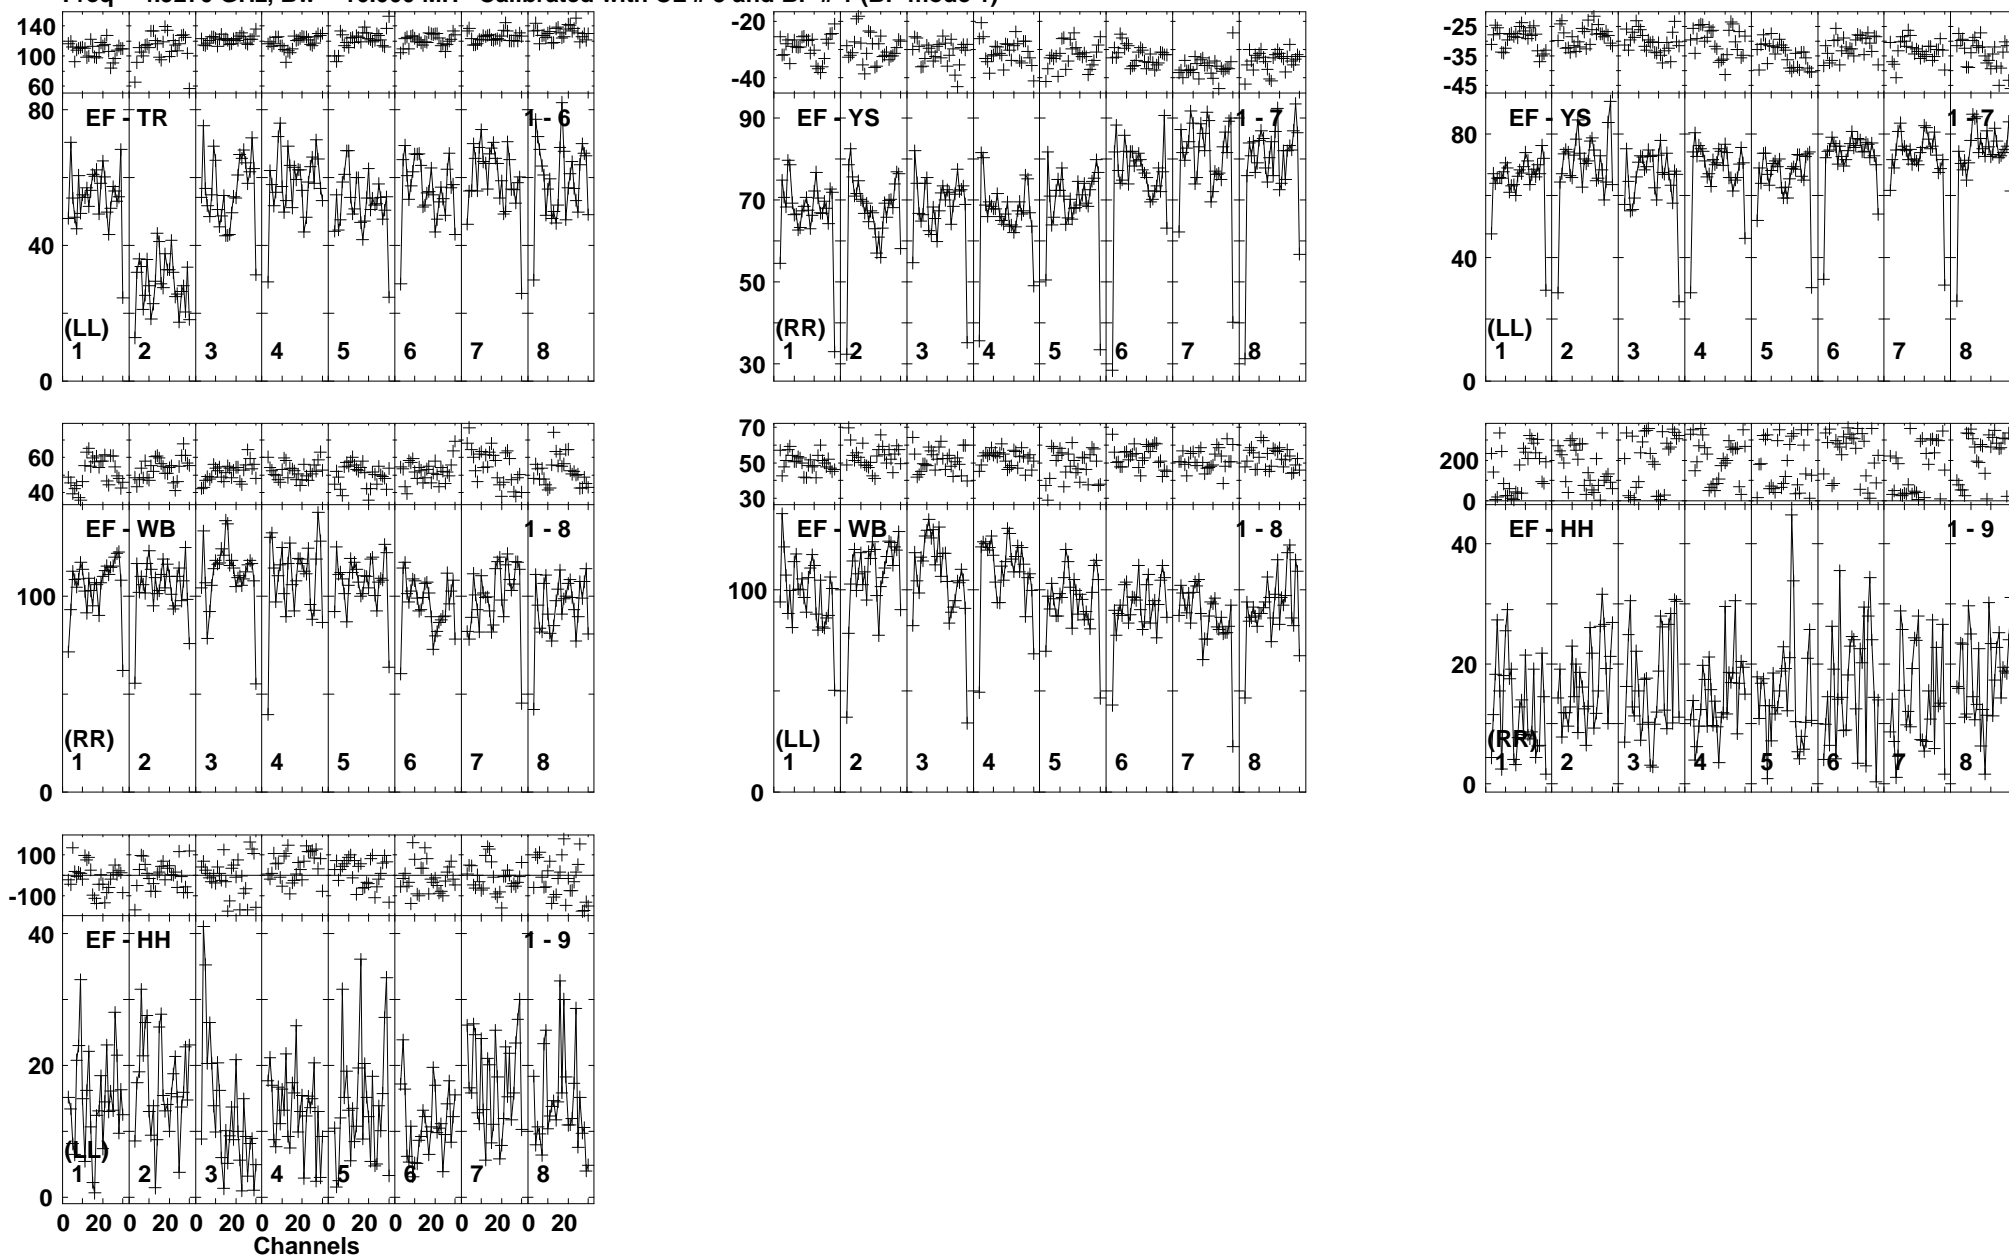 140 100 60
80 40 0
EF - TR 1 - 6
(LL)
1 2 3 4 5 6 7 8
-20 -40
90 70 50 30
EF - YS 1 - 7
(RR)
1 2 3 4 5 6 7 8
-25 -35 -45
80 40 0
EF - YS 1 - 7
(LL)
1 2 3 4 5 6 7 8
60 40
100 0
EF - WB 1 - 8
(RR)
1 2 3 4 5 6 7 8
70 50 30
100 0
EF - WB 1 - 8
(LL)
1 2 3 4 5 6 7 8
200 0
40 20 0
EF - HH 1 - 9
(RR)
1 2 3 4 5 6 7 8
100 -100
40 20 0
EF - HH 1 - 9
(LL)
1 2 3 4 5 6 7 8
0 20 0 20 0 20 0 20 0 20 0 20 0 20 0 20
Channels